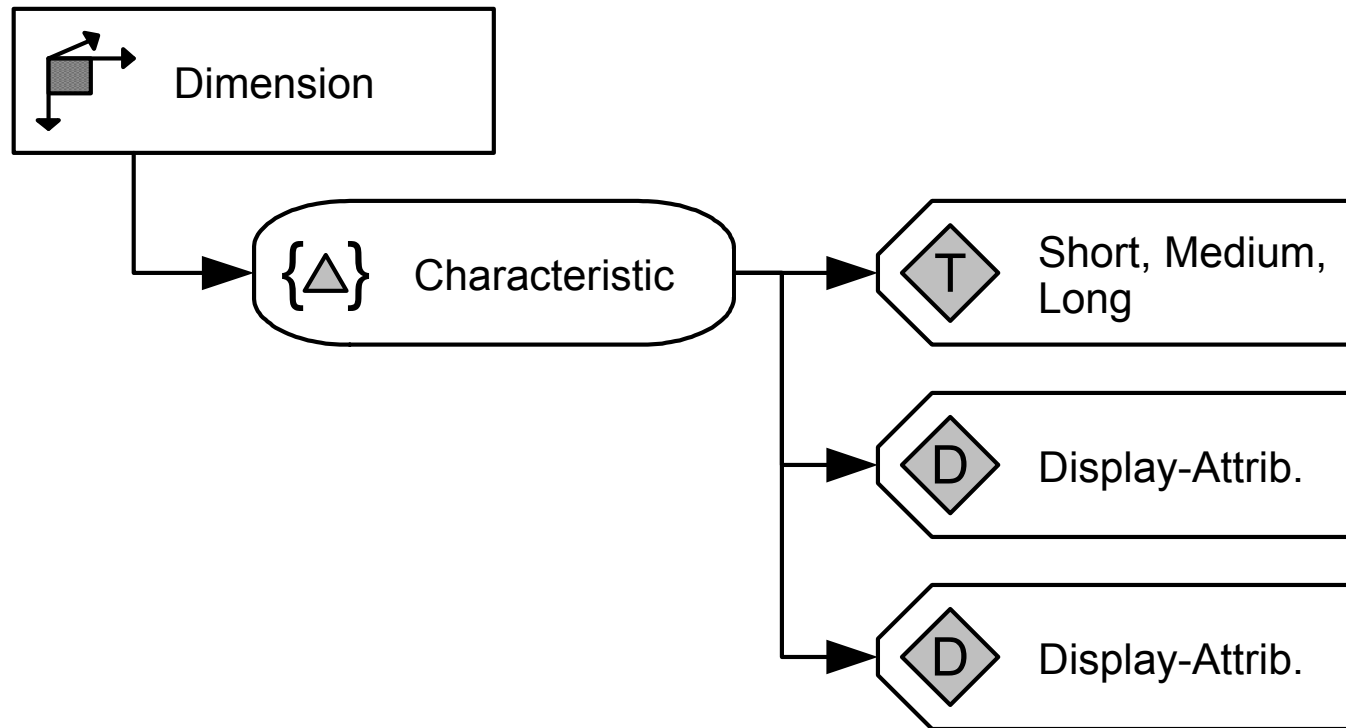 Dimension
{ } Characteristic
T
Short, Medium,
Long
D
Display-Attrib.
D
Display-Attrib.